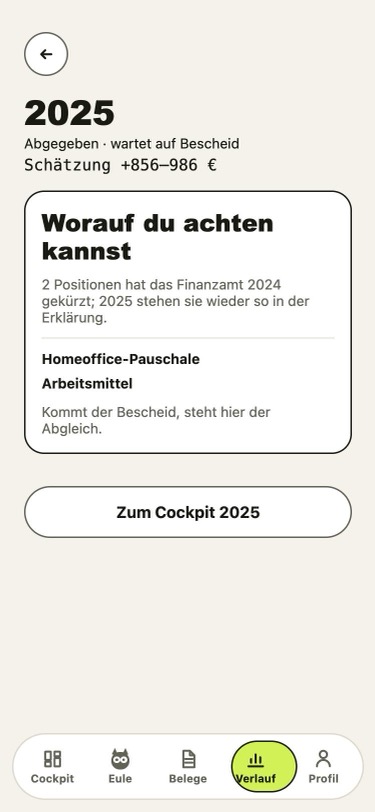 2025
Abgegeben · wartet auf Bescheid
Schätzung +856–986 €
Worauf du achten
kannst
2 Positionen hat das Finanzamt 2024
gekürzt; 2025 stehen sie wieder so in der
Erklärung.
Homeoffice-Pauschale
Arbeitsmittel
Kommt der Bescheid, steht hier der
Abgleich.
Zum Cockpit 2025
Cockpit Eule Belege Verlauf Profil